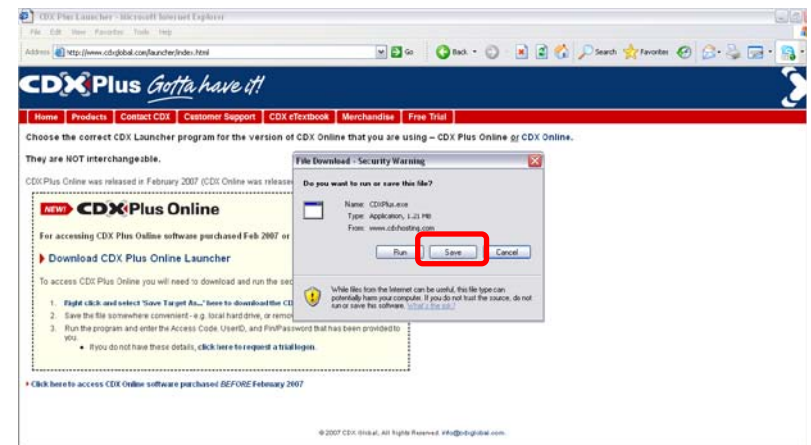 CDX Plus Launcher - Microsoft Internet Explorer
File Edit View Favorites Tools Help
Address http://www.cdxglobal.com/launcher/index.html Go Back Search Favorites
CDX Plus Gotta have it!
Home Products Contact CDX Customer Support CDX eTextbook Merchandise Free Trial
Choose the correct CDX Launcher program for the version of CDX Online that you are using – CDX Plus Online or CDX Online.
They are NOT interchangeable.
CDX Plus Online was released in February 2007 (CDX Online was release
NEW! CDX Plus Online
For accessing CDX Plus Online software purchased Feb 2007 or
Download CDX Plus Online Launcher
To access CDX Plus Online you will need to download and run the sec
1. Right click and select 'Save Target As...' here to download the CD
2. Save the file somewhere convenient - e.g. local hard drive, or remov
3. Run the program and enter the Access Code, UserID, and Pin/Password that has been provided to
you.
• If you do not have these details, click here to request a trial logon.
Click here to access CDX Online software purchased BEFORE February 2007
© 2007 CDX Global, All Rights Reserved. info@cdxglobal.com.
File Download - Security Warning
Do you want to run or save this file?
Name: CDXPlus.exe
Type: Application, 1.21 MB
From: www.cdxhosting.com
Run Save Cancel
While files from the Internet can be useful, this file type can
potentially harm your computer. If you do not trust the source, do not
run or save this software. What's the risk?